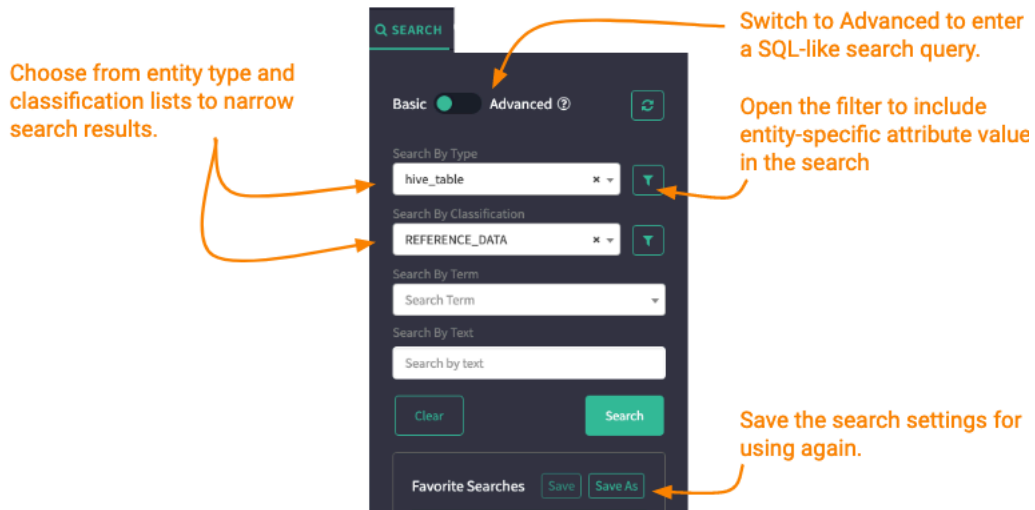 SEARCH
Switch to Advanced to enter
a SQL-like search query.
Choose from entity type and
classification lists to narrow
search results.
Basic
Advanced
Open the filter to include
entity-specific attribute value
in the search
Search By Type
hive_table
Search By Classification
REFERENCE_DATA
Search By Term
Search Term
Search By Text
Search by text
Clear
Search
Save the search settings for
using again.
Favorite Searches
Save
Save As